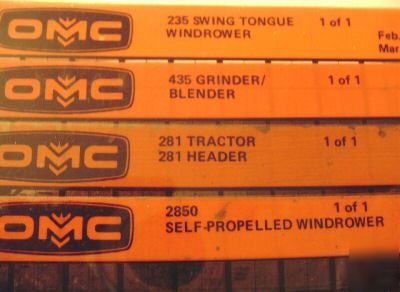 OMC 235 SWING TONGUE 1 of 1
WINDROWER Feb.
Mar
OMC 435 GRINDER/ 1 of 1
BLENDER
OMC 281 TRACTOR 1 of 1
281 HEADER
OMC 2850 1 of 1
SELF-PROPELLED WINDROWER